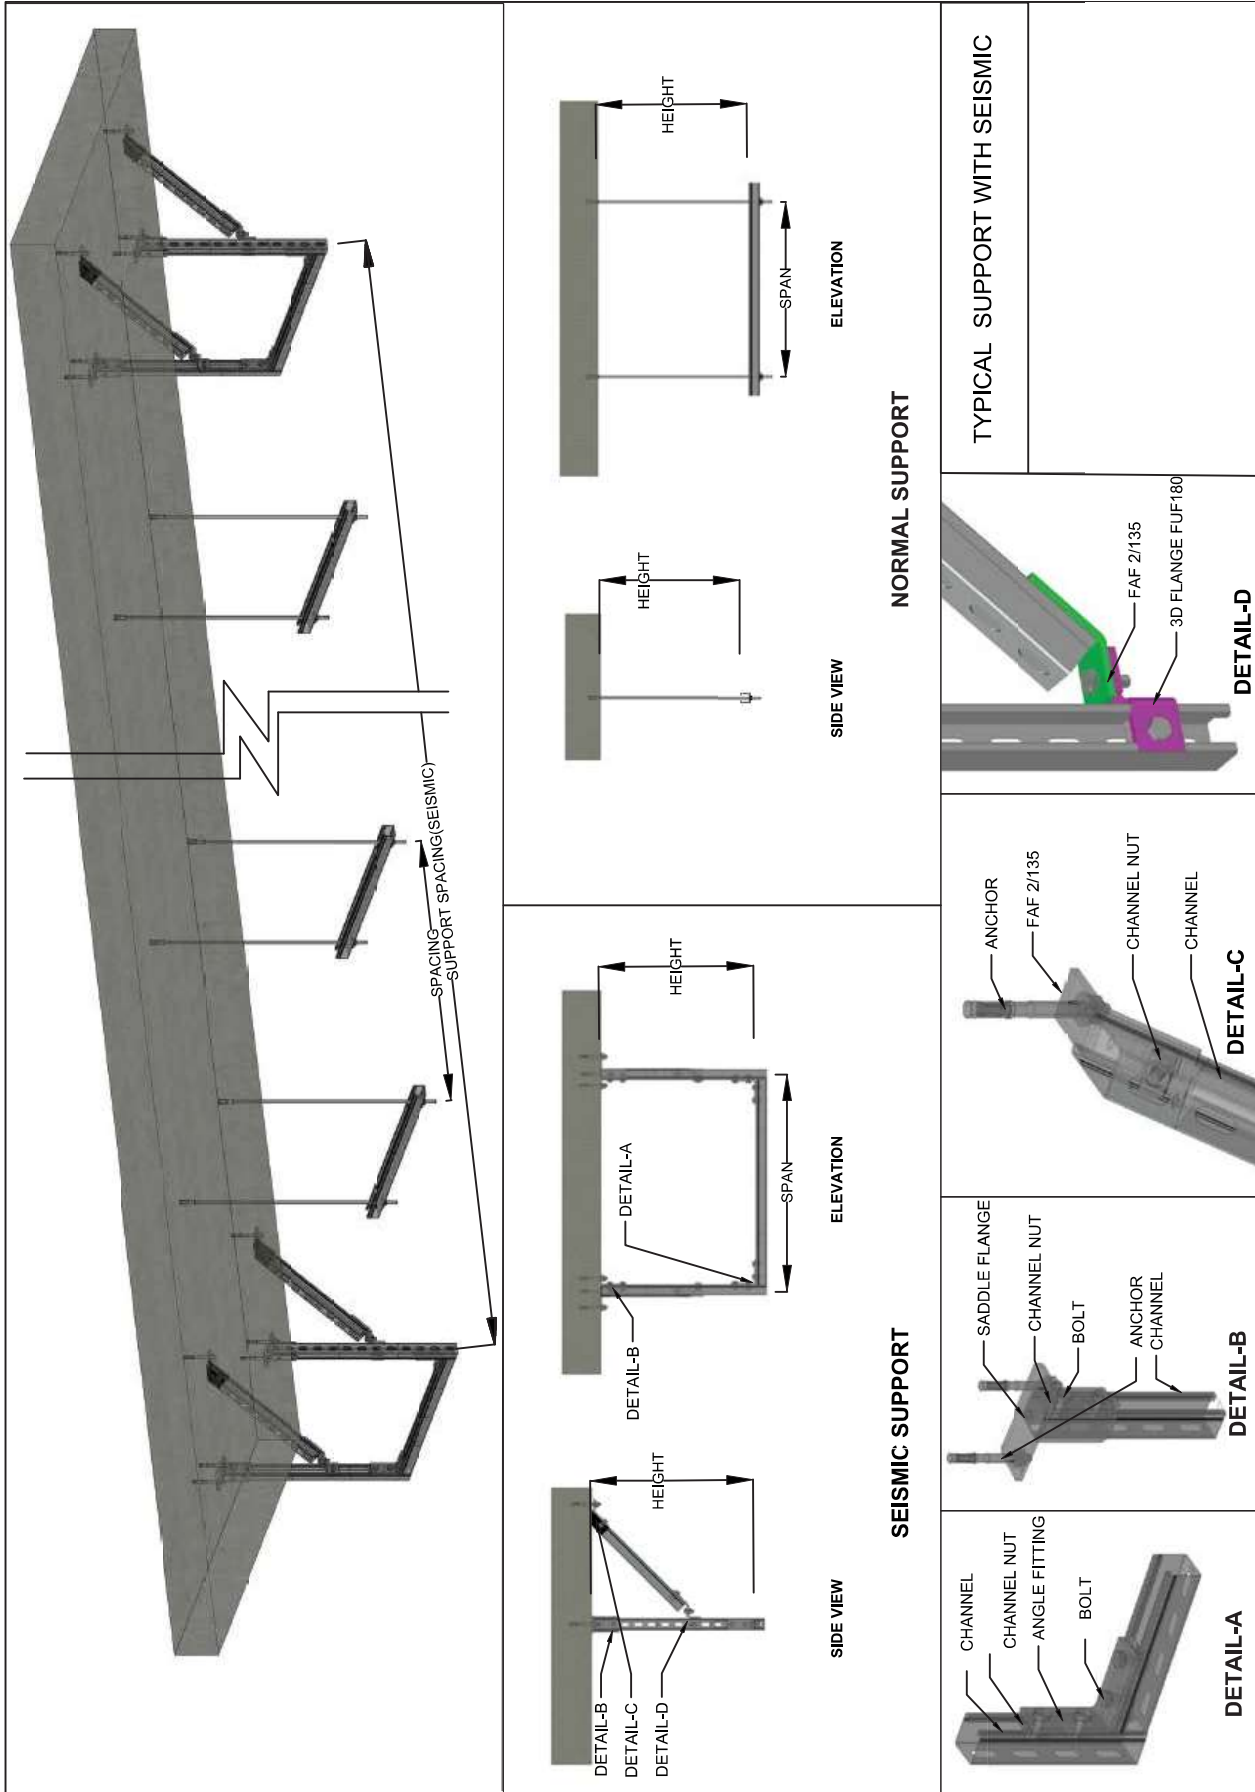 SPACING
SUPPORT SPACING(SEISMIC)
DETAIL-B
DETAIL-C
DETAIL-D
HEIGHT
SIDE VIEW
DETAIL-B
DETAIL-A
HEIGHT
SPAN
ELEVATION
SEISMIC SUPPORT
HEIGHT
SIDE VIEW
HEIGHT
SPAN
ELEVATION
NORMAL SUPPORT
CHANNEL
CHANNEL NUT
ANGLE FITTING
BOLT
DETAIL-A
SADDLE FLANGE
CHANNEL NUT
BOLT
ANCHOR
CHANNEL
DETAIL-B
ANCHOR
FAF 2/135
CHANNEL NUT
CHANNEL
DETAIL-C
FAF 2/135
3D FLANGE FUF180
DETAIL-D
TYPICAL SUPPORT WITH SEISMIC